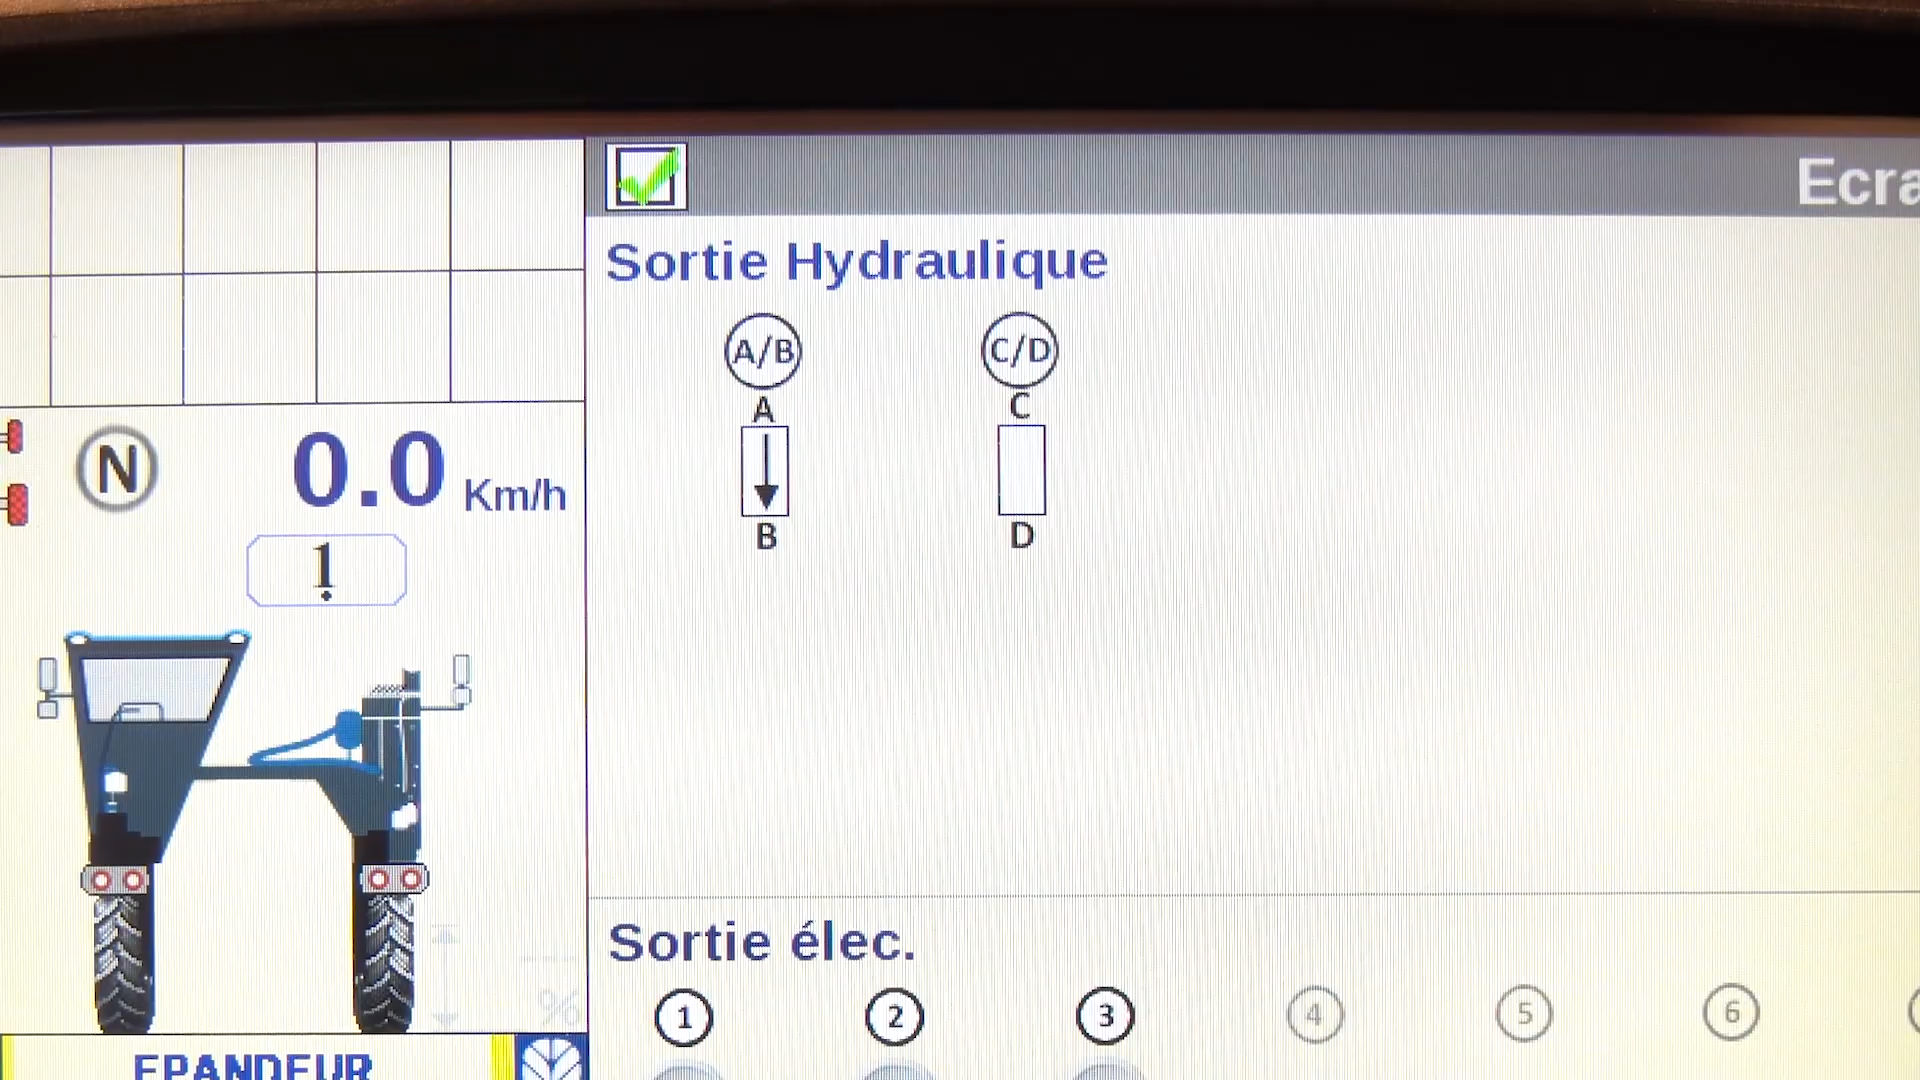 Ecra
Sortie Hydraulique
A/B
C/D
A
C
B
D
N
0.0 Km/h
1
Sortie élec.
1
2
3
4
5
6
%
EPANDEUR